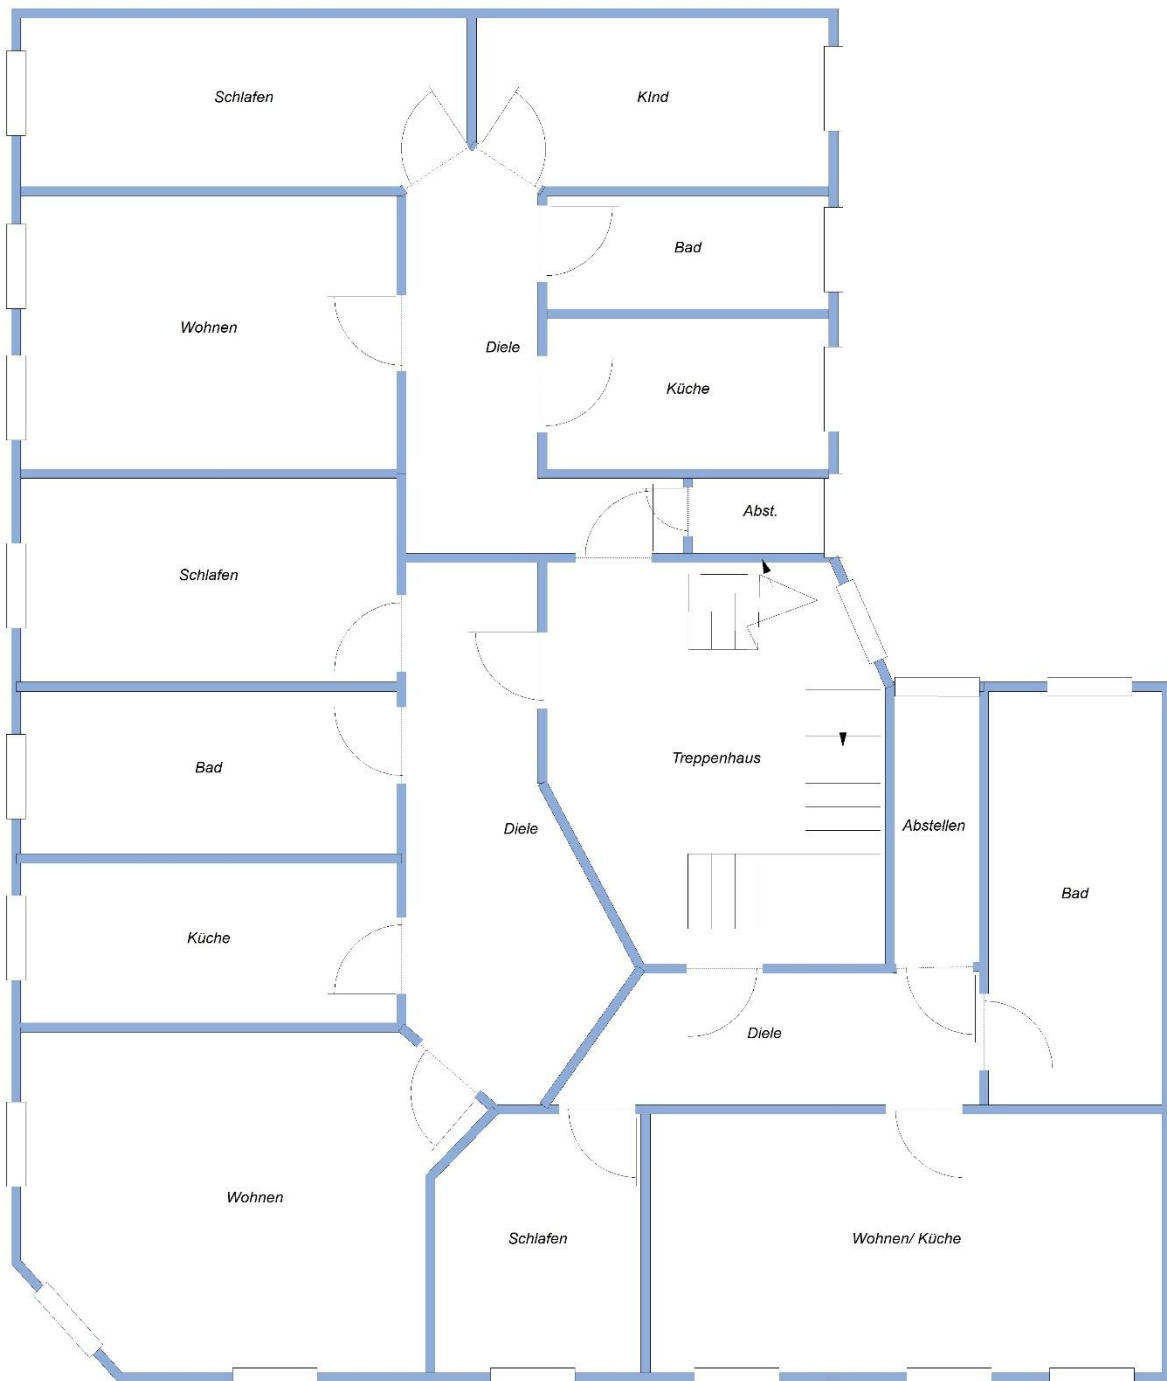 Schlafen
KInd
Bad
Wohnen
Diele
Küche
Abst.
Schlafen
Treppenhaus
Bad
Diele
Abstellen
Bad
Küche
Diele
Wohnen
Schlafen
Wohnen/ Küche